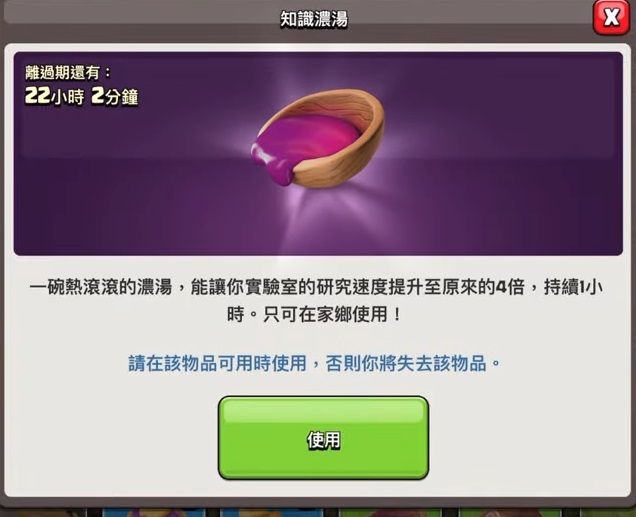 知識濃湯
離過期還有：
22小時 2分鐘
一碗熱滾滾的濃湯，能讓你實驗室的研究速度提升至原來的4倍，持續1小
時。只可在家鄉使用！
請在該物品可用時使用，否則你將失去該物品。
使用